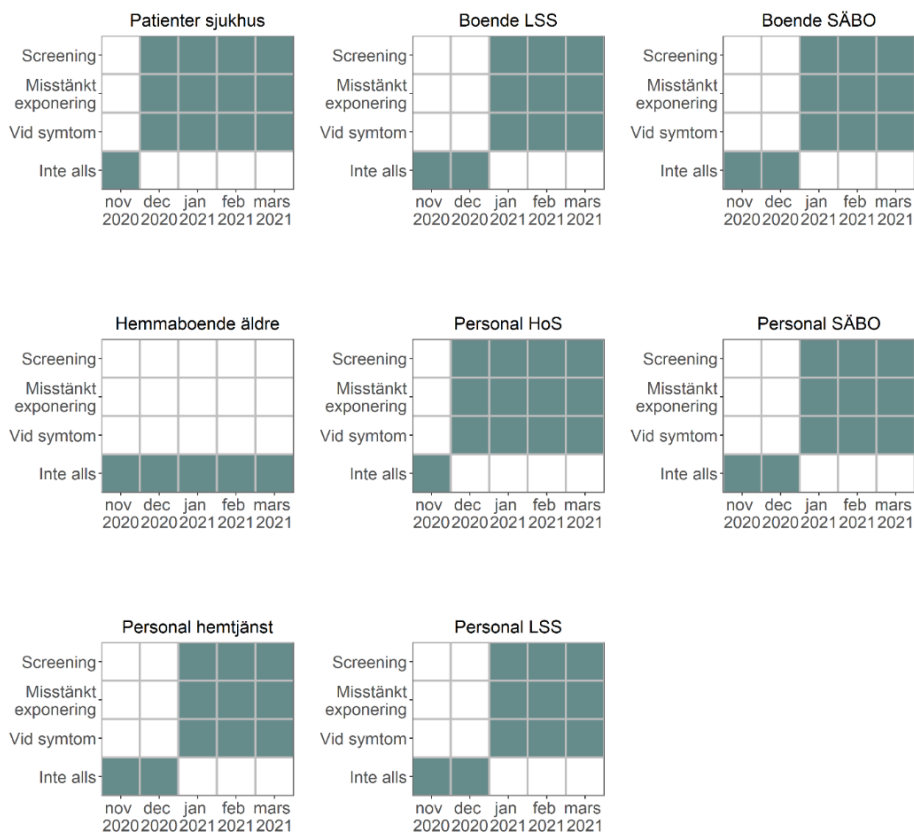 Patienter sjukhus
Screening
Misstänkt
exponering
Vid symtom
Inte alls
nov dec jan feb mars
2020 2020 2021 2021 2021
Boende LSS
Screening
Misstänkt
exponering
Vid symtom
Inte alls
nov dec jan feb mars
2020 2020 2021 2021 2021
Boende SÄBO
Screening
Misstänkt
exponering
Vid symtom
Inte alls
nov dec jan feb mars
2020 2020 2021 2021 2021
Hemmaboende äldre
Screening
Misstänkt
exponering
Vid symtom
Inte alls
nov dec jan feb mars
2020 2020 2021 2021 2021
Personal HoS
Screening
Misstänkt
exponering
Vid symtom
Inte alls
nov dec jan feb mars
2020 2020 2021 2021 2021
Personal SÄBO
Screening
Misstänkt
exponering
Vid symtom
Inte alls
nov dec jan feb mars
2020 2020 2021 2021 2021
Personal hemtjänst
Screening
Misstänkt
exponering
Vid symtom
Inte alls
nov dec jan feb mars
2020 2020 2021 2021 2021
Personal LSS
Screening
Misstänkt
exponering
Vid symtom
Inte alls
nov dec jan feb mars
2020 2020 2021 2021 2021